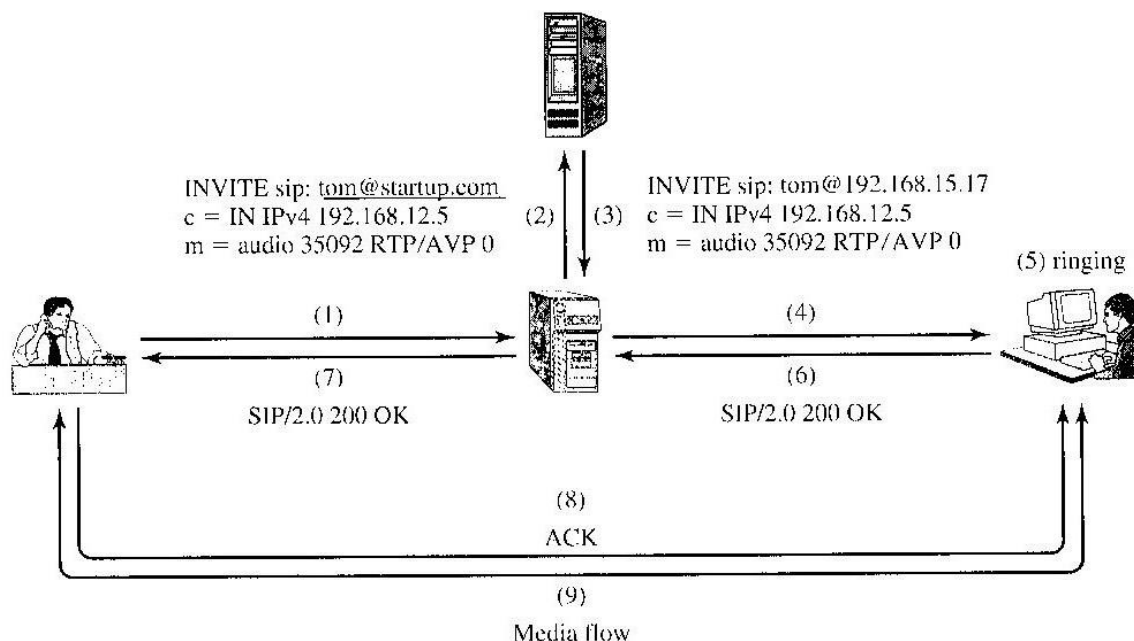 INVITE sip: tom@startup.com
c = IN IPv4 192.168.12.5
m = audio 35092 RTP/AVP 0
(2)
(3)
INVITE sip: tom@192.168.15.17
c = IN IPv4 192.168.12.5
m = audio 35092 RTP/AVP 0
(5) ringing
(1)
(4)
(7)
SIP/2.0 200 OK
(6)
SIP/2.0 200 OK
(8)
ACK
(9)
Media flow